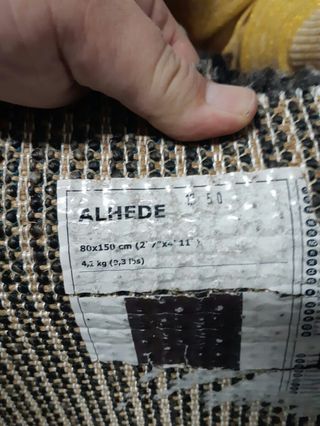 ALHEDE
80x150 cm (2'7"x4'11")
4,2 kg (9,3 lbs)